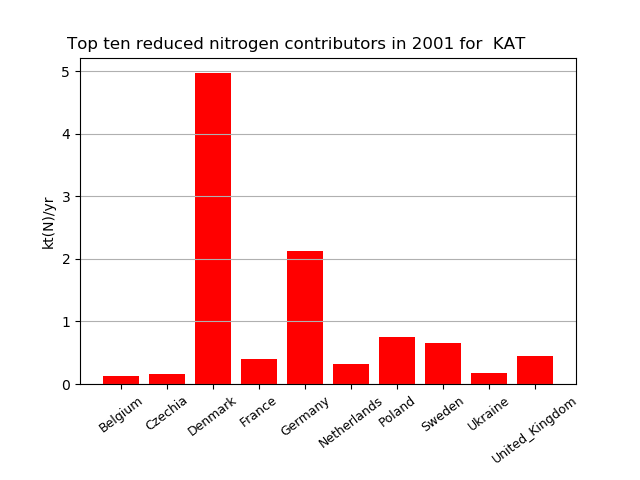 Top ten reduced nitrogen contributors in 2001 for  KAT
kt(N)/yr
5
4
3
2
1
0
Belgium
Czechia
Denmark
France
Germany
Netherlands
Poland
Sweden
Ukraine
United_Kingdom